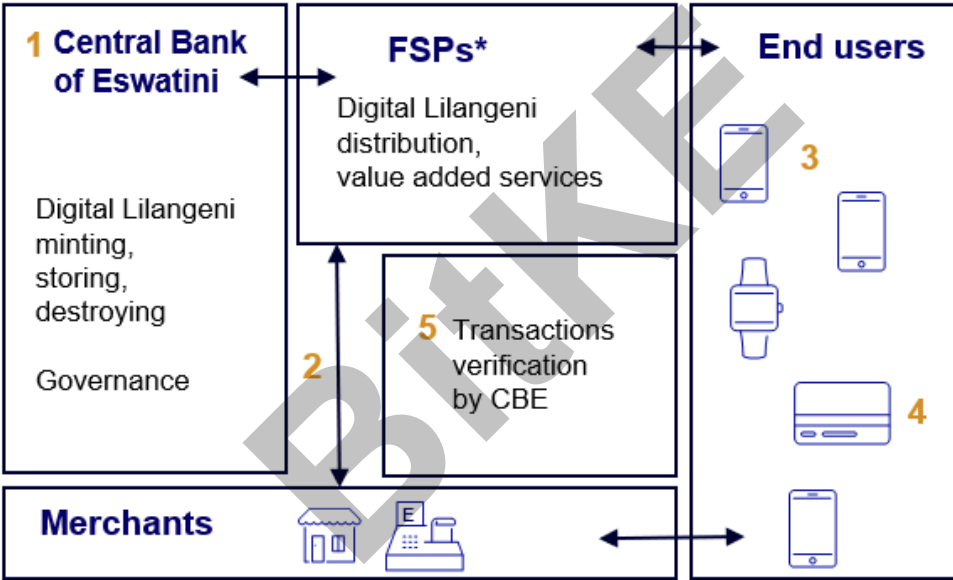 1 Central Bank
of Eswatini
Digital Lilangeni
minting,
storing,
destroying
Governance
FSPs*
Digital Lilangeni
distribution,
value added services
2
5 Transactions
verification
by CBE
End users
3
4
Merchants
E
BitKE